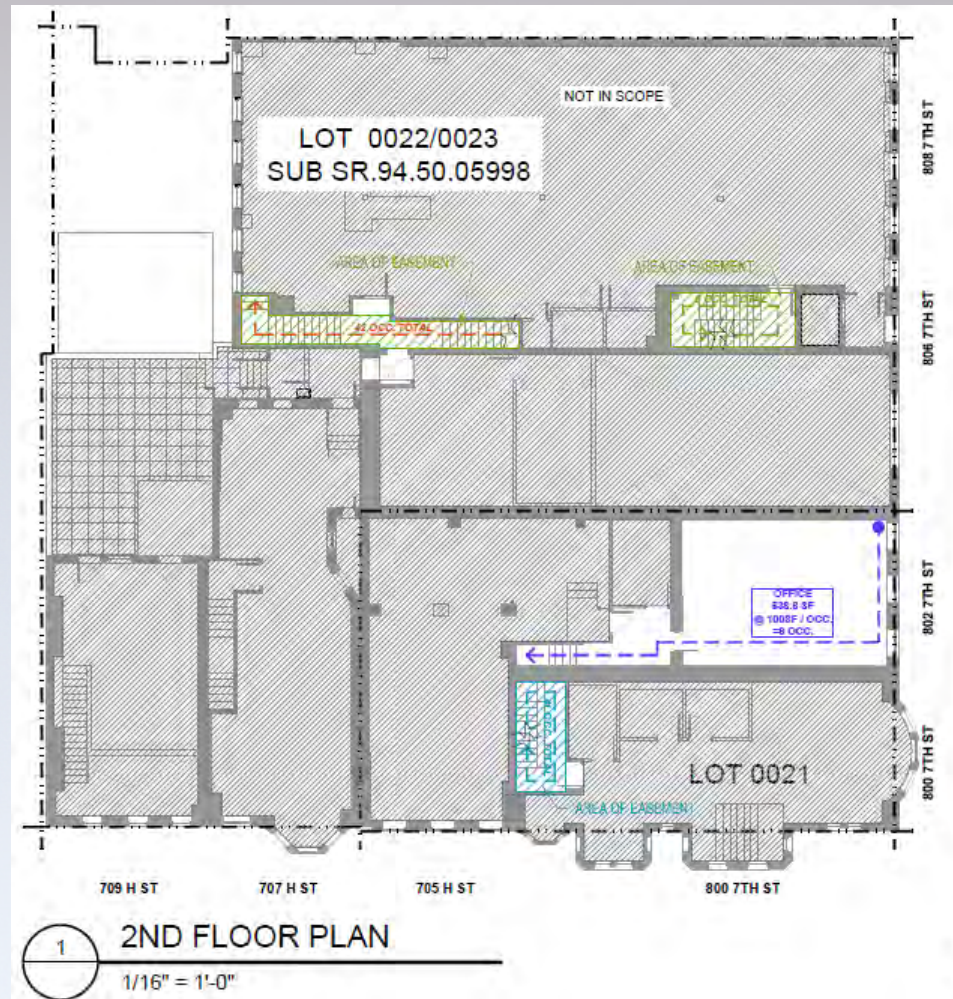 NOT IN SCOPE
808 7TH ST
LOT 0022/0023
SUB SR.94.50.05998
AREA OF EASEMENT
AREA OF EASEMENT
42 OCC. TOTAL
806 7TH ST
802 7TH ST
OFFICE
538.8 SF
@ 100SF / OCC.
=6 OCC.
LOT 0021
800 7TH ST
AREA OF EASEMENT
709 H ST
707 H ST
705 H ST
800 7TH ST
1
2ND FLOOR PLAN
1/16" = 1'-0"